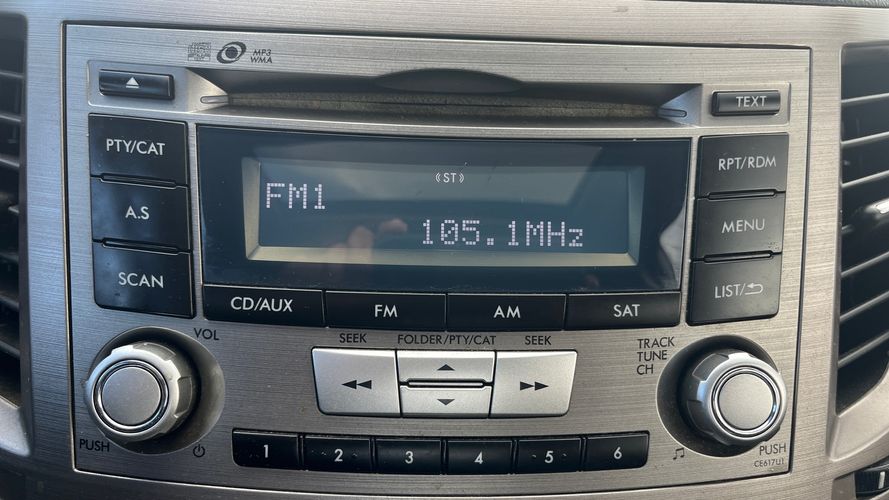 MP3
WMA
TEXT
PTY/CAT
RPT/RDM
((ST))
FM1
A.S
MENU
105.1MHz
SCAN
LIST/
CD/AUX
FM
AM
SAT
VOL
SEEK
FOLDER/PTY/CAT
SEEK
TRACK
TUNE
CH
PUSH
1
2
3
4
5
6
PUSH
CE617U1